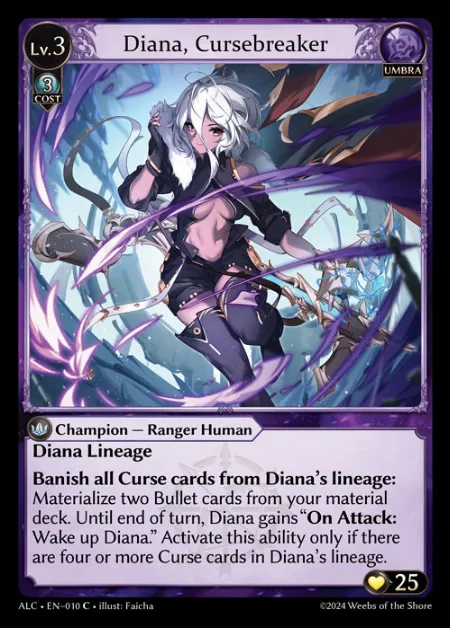 Lv.3
Diana, Cursebreaker
UMBRA
3
COST
Champion — Ranger Human
Diana Lineage
Banish all Curse cards from Diana's lineage:
Materialize two Bullet cards from your material
deck. Until end of turn, Diana gains “On Attack:
Wake up Diana.” Activate this ability only if there
are four or more Curse cards in Diana's lineage.
25
ALC • EN–010 C • illust: Faicha
©2024 Weebs of the Shore